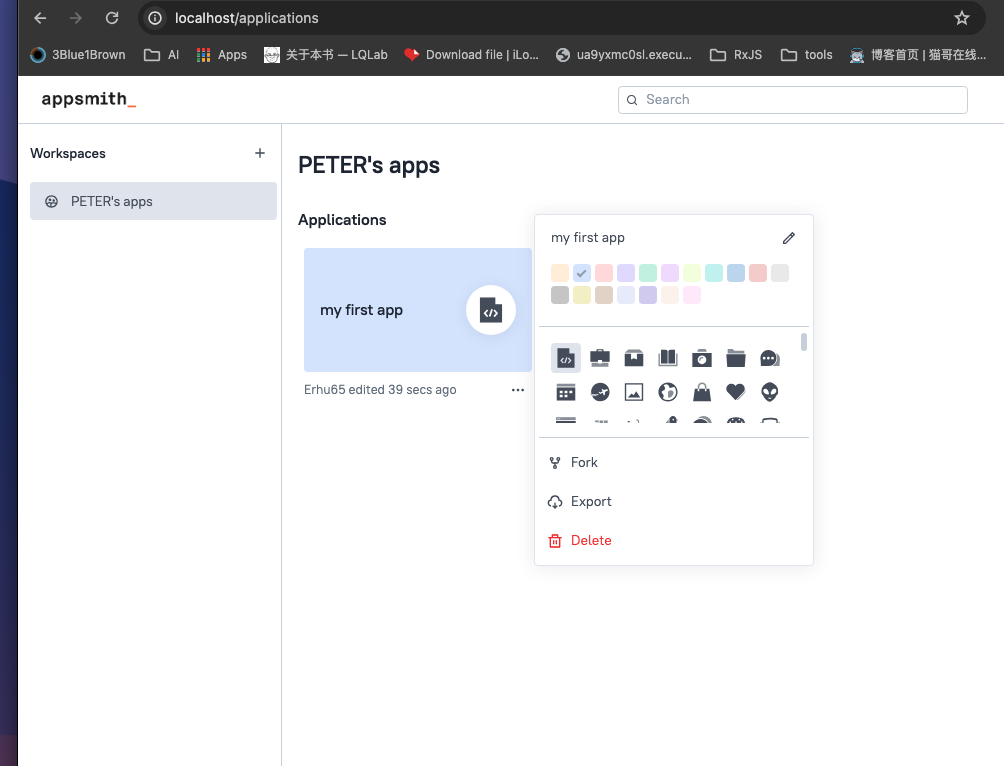 localhost/applications
3Blue1Brown AI Apps 关于本书 — LQLab Download file | iLo... ua9yxmc0sl.execu... RxJS tools 博客首页 | 猫哥在线...
appsmith_
Search
Workspaces +
PETER's apps
PETER's apps
Applications
my first app
Erhu65 edited 39 secs ago
my first app
Fork
Export
Delete